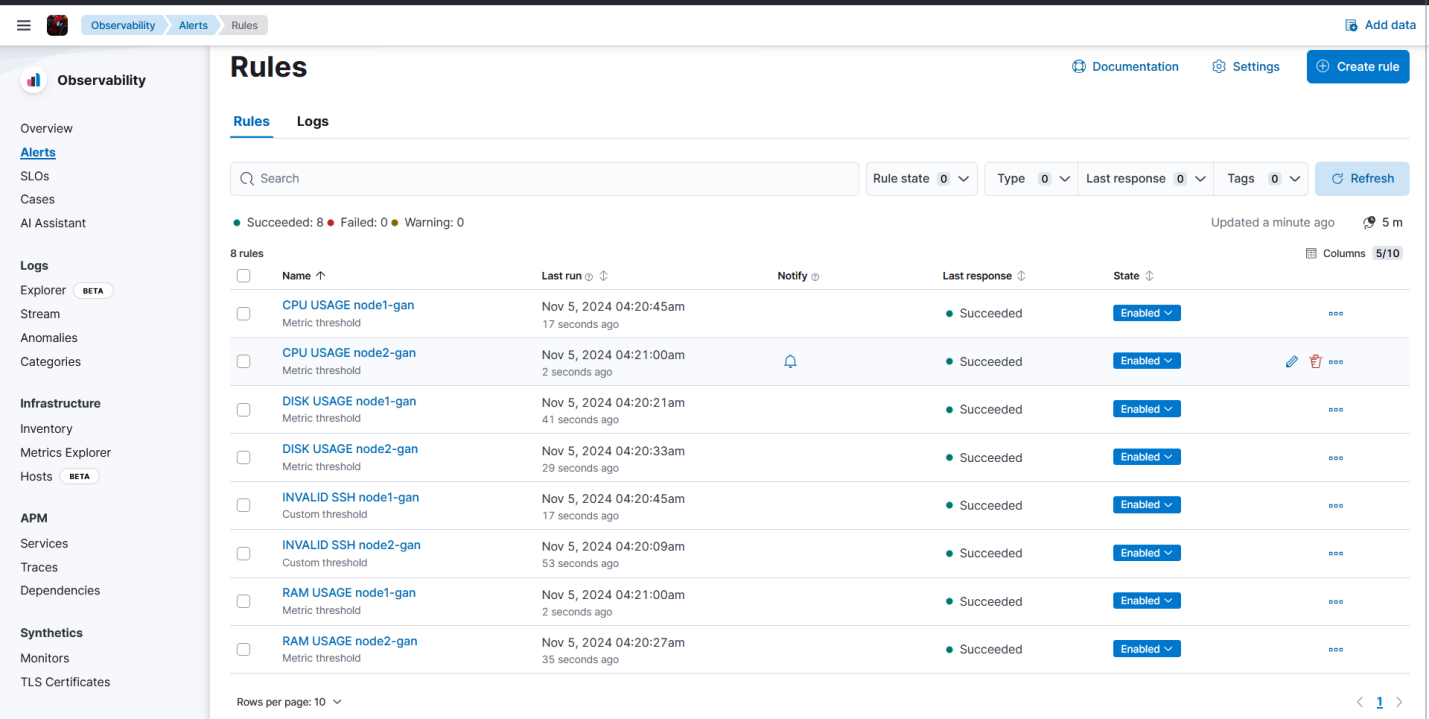 Observability Alerts Rules Add data
Observability
Overview
Alerts
SLOs
Cases
AI Assistant
Logs
Explorer BETA
Stream
Anomalies
Categories
Infrastructure
Inventory
Metrics Explorer
Hosts BETA
APM
Services
Traces
Dependencies
Synthetics
Monitors
TLS Certificates
Rules Documentation Settings Create rule
Rules Logs
Search Rule state 0 Type 0 Last response 0 Tags 0 Refresh
Succeeded: 8 Failed: 0 Warning: 0 Updated a minute ago 5 m
8 rules Columns 5/10
Name Last run Notify Last response State
CPU USAGE node1-gan Nov 5, 2024 04:20:45am Succeeded Enabled
Metric threshold 17 seconds ago
CPU USAGE node2-gan Nov 5, 2024 04:21:00am Succeeded Enabled
Metric threshold 2 seconds ago
DISK USAGE node1-gan Nov 5, 2024 04:20:21am Succeeded Enabled
Metric threshold 41 seconds ago
DISK USAGE node2-gan Nov 5, 2024 04:20:33am Succeeded Enabled
Metric threshold 29 seconds ago
INVALID SSH node1-gan Nov 5, 2024 04:20:45am Succeeded Enabled
Custom threshold 17 seconds ago
INVALID SSH node2-gan Nov 5, 2024 04:20:09am Succeeded Enabled
Custom threshold 53 seconds ago
RAM USAGE node1-gan Nov 5, 2024 04:21:00am Succeeded Enabled
Metric threshold 2 seconds ago
RAM USAGE node2-gan Nov 5, 2024 04:20:27am Succeeded Enabled
Metric threshold 35 seconds ago
Rows per page: 10 1